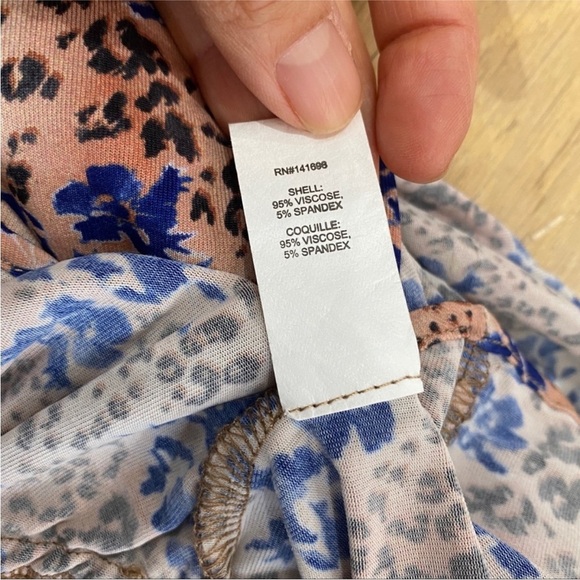 RN#141698
SHELL:
95% VISCOSE,
5% SPANDEX
COQUILLE:
95% VISCOSE,
5% SPANDEX